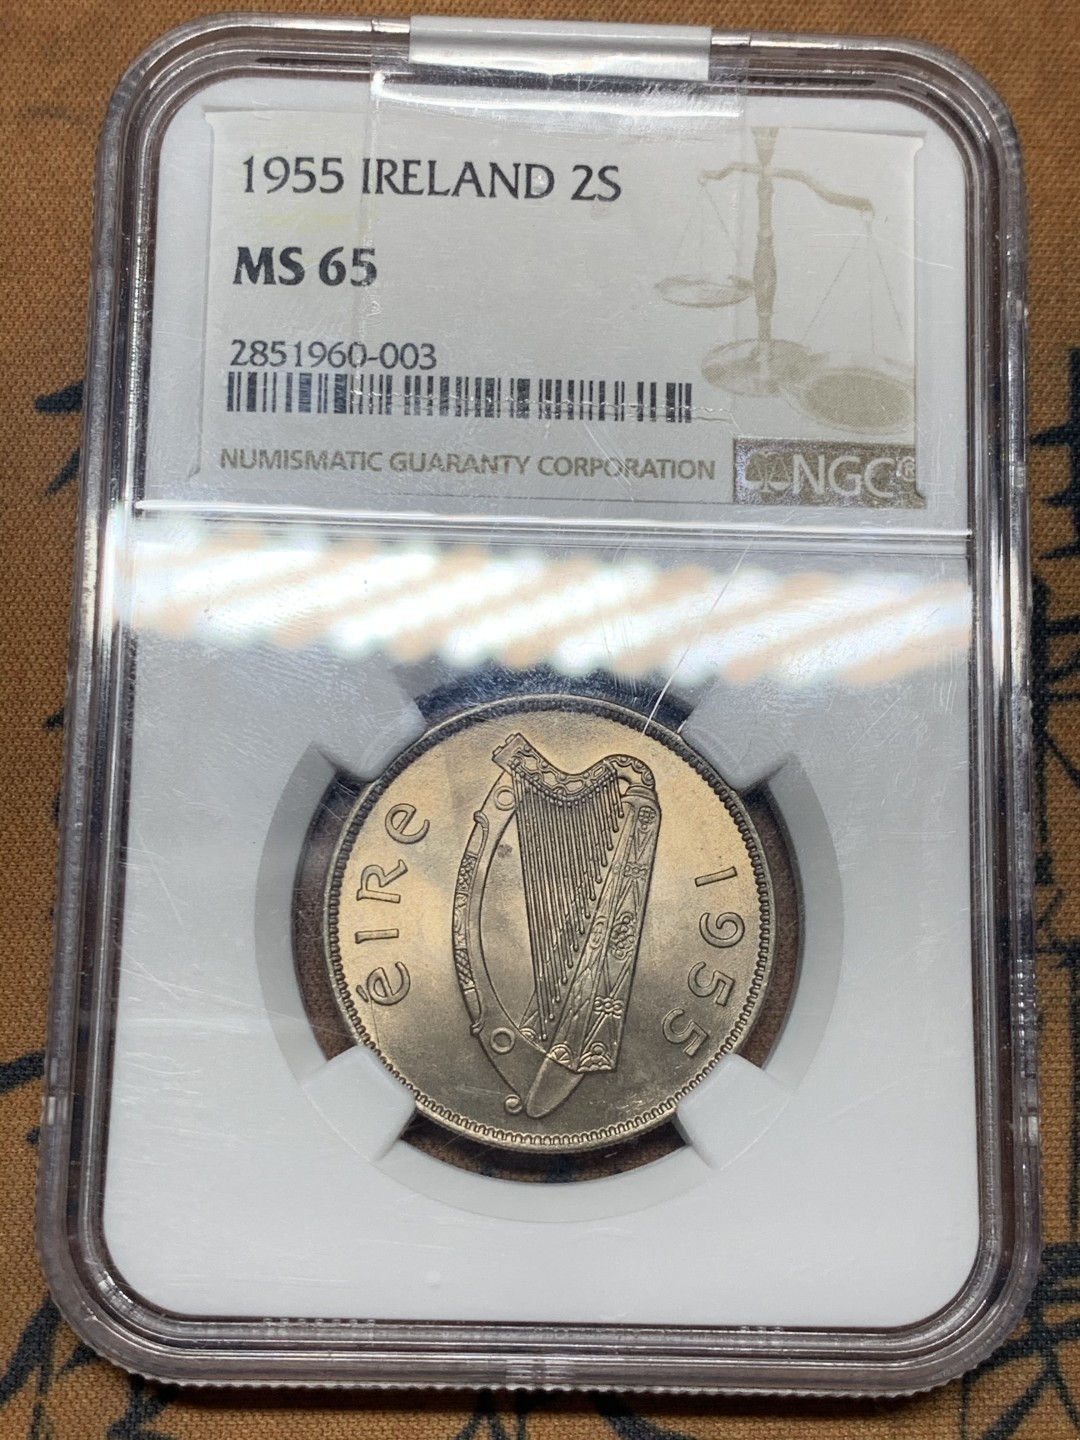 1955 IRELAND 2S
MS 65
2851960-003
NUMISMATIC GUARANTY CORPORATION
NGC®
éIRe
1955